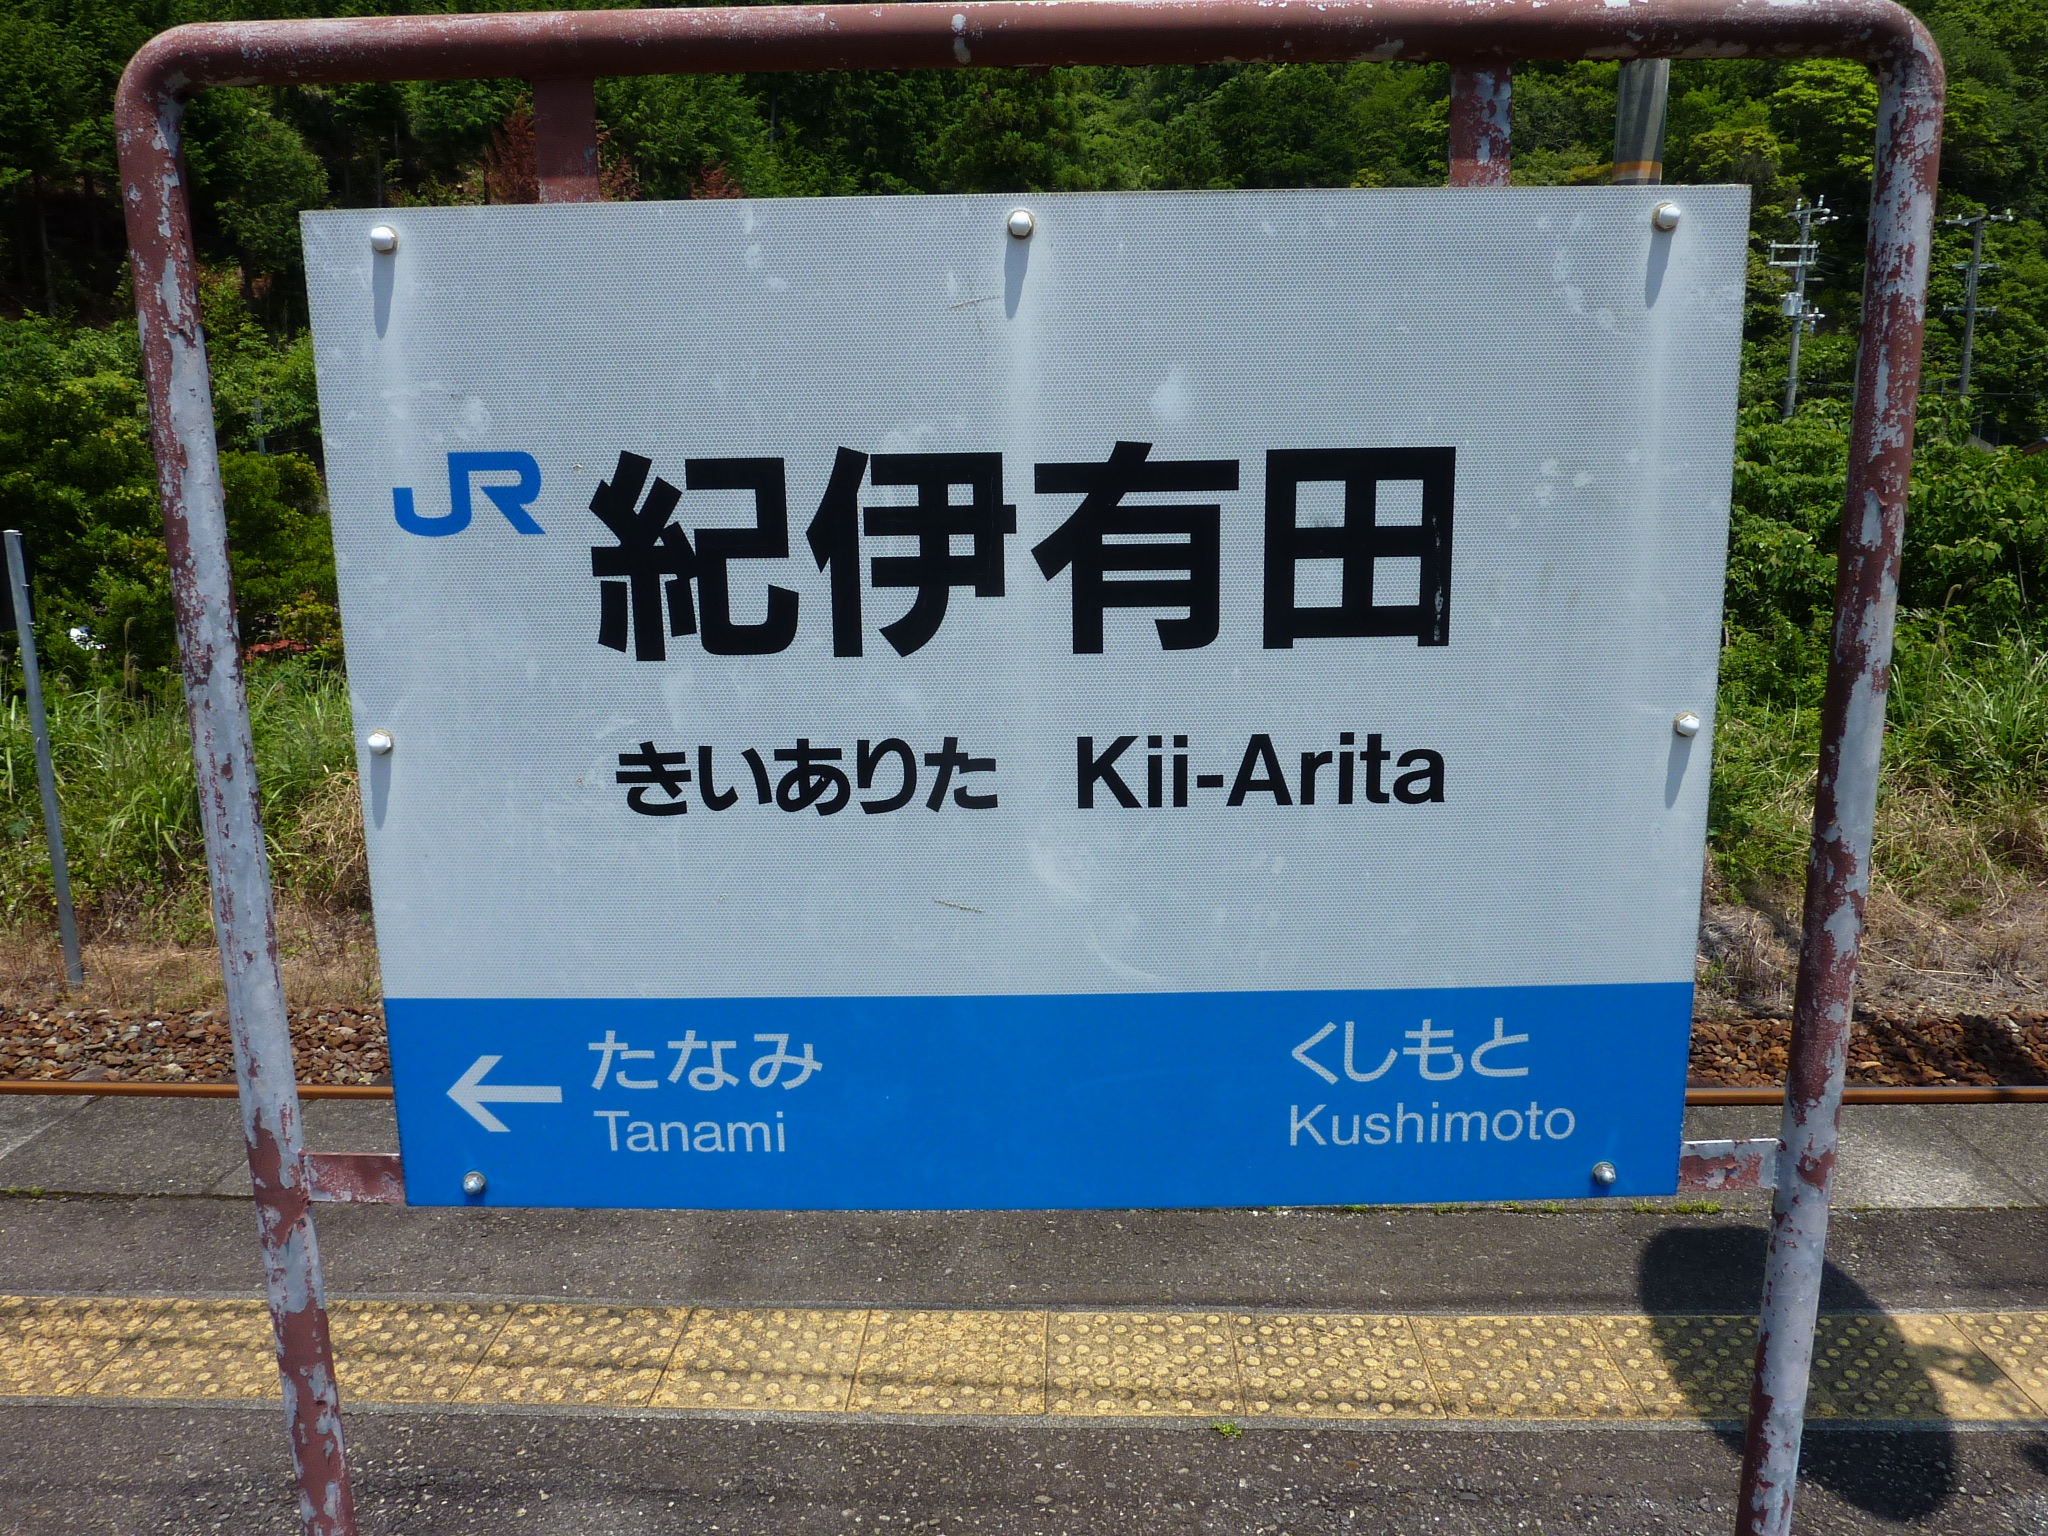 JR 紀伊有田
きいありた Kii-Arita
← たなみ くしもと
Tanami Kushimoto